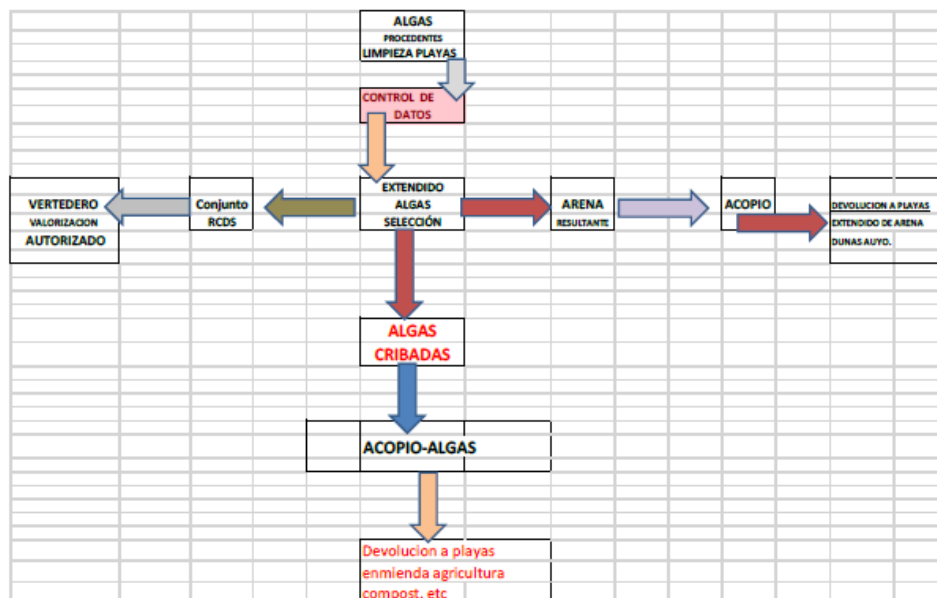 ALGAS
PROCEDENTES
LIMPIEZA PLAYAS
CONTROL DE
DATOS
VERTEDERO
VALORIZACION
AUTORIZADO
Conjunto
RCDS
EXTENDIDO
ALGAS
SELECCIÓN
ARENA
RESULTANTE
ACOPIO
DEVOLUCION A PLAYAS
EXTENDIDO DE ARENA
DUNAS AUYO.
ALGAS
CRIBADAS
ACOPIO-ALGAS
Devolucion a playas
enmienda agricultura
compost, etc